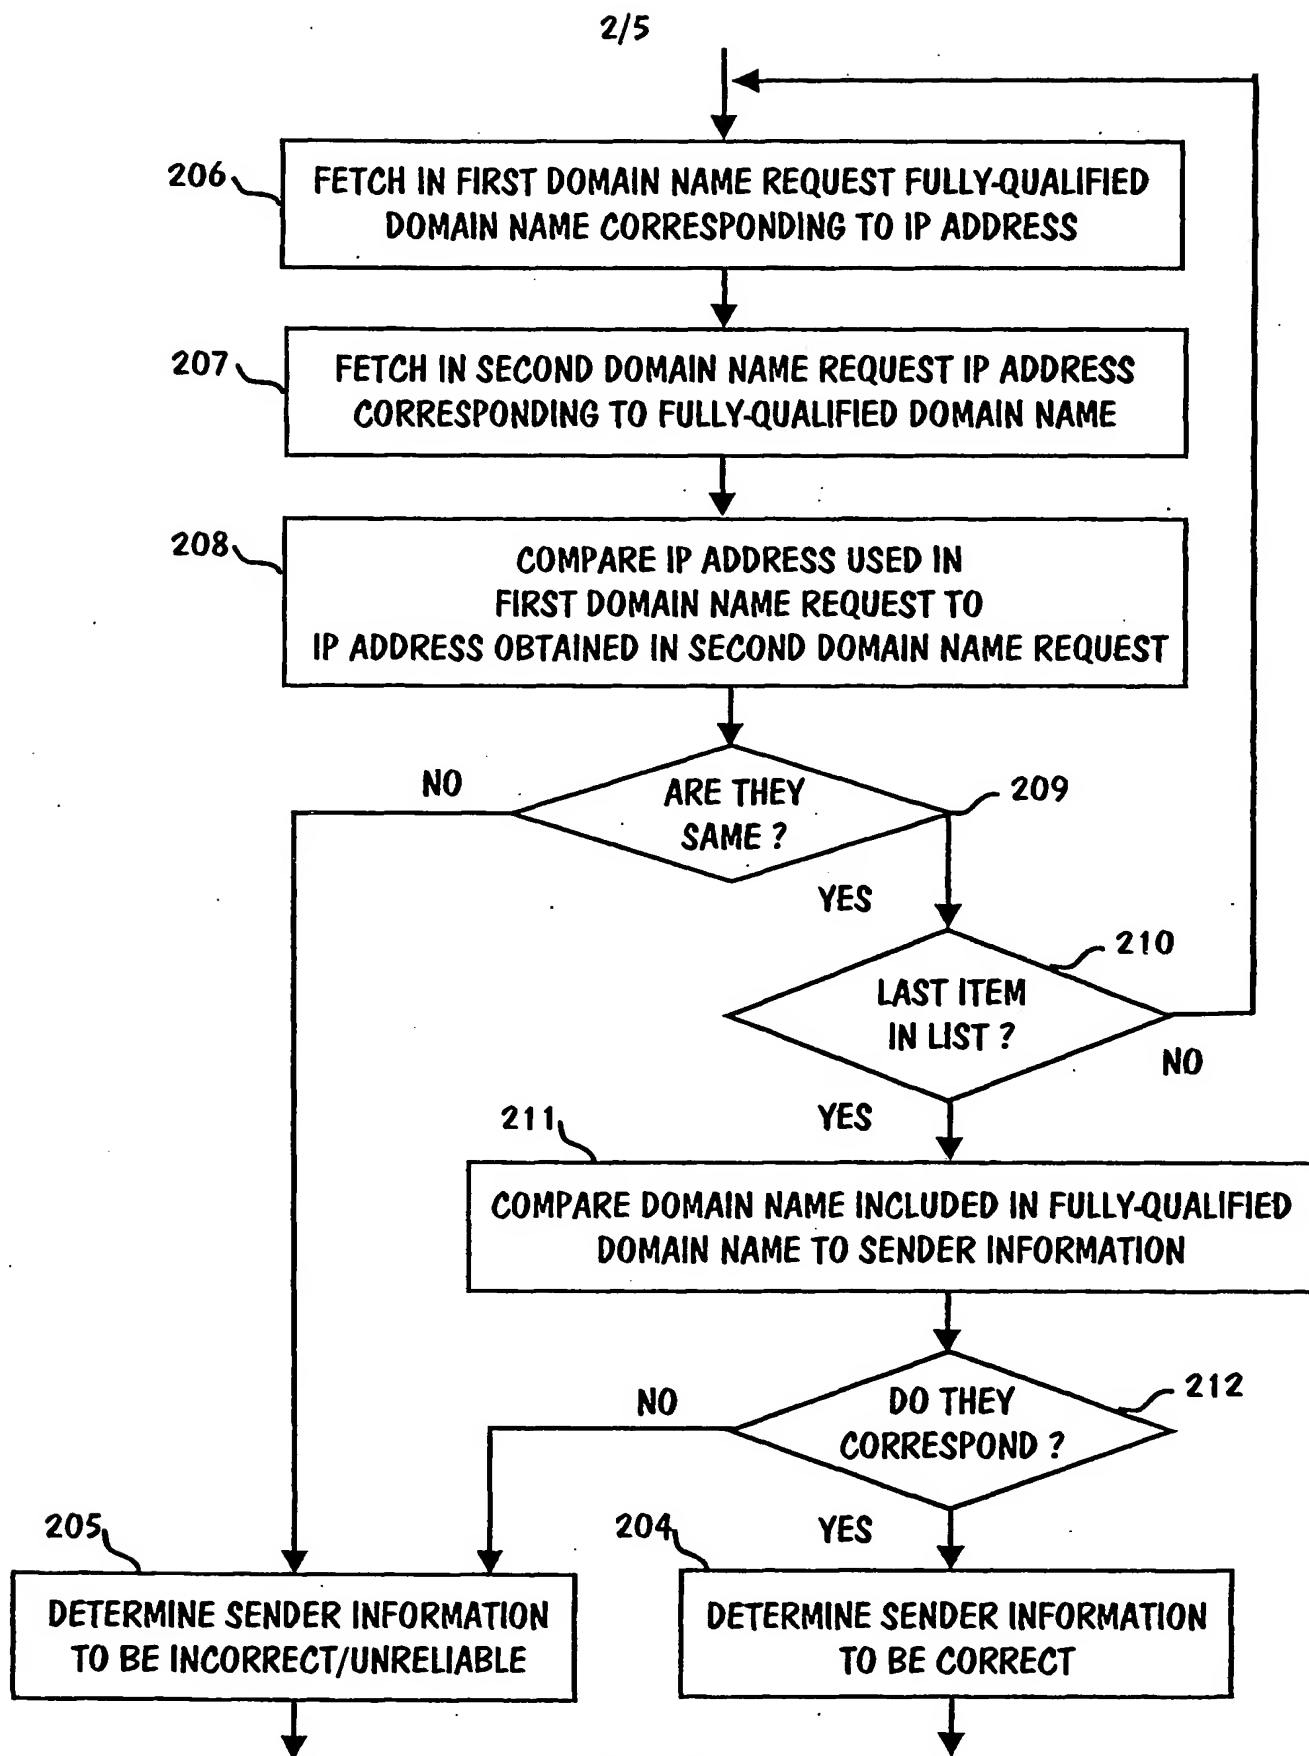 2/5
206
FETCH IN FIRST DOMAIN NAME REQUEST FULLY-QUALIFIED
DOMAIN NAME CORRESPONDING TO IP ADDRESS
207
FETCH IN SECOND DOMAIN NAME REQUEST IP ADDRESS
CORRESPONDING TO FULLY-QUALIFIED DOMAIN NAME
208
COMPARE IP ADDRESS USED IN
FIRST DOMAIN NAME REQUEST TO
IP ADDRESS OBTAINED IN SECOND DOMAIN NAME REQUEST
NO
ARE THEY
SAME ?
209
YES
210
LAST ITEM
IN LIST ?
NO
YES
211
COMPARE DOMAIN NAME INCLUDED IN FULLY-QUALIFIED
DOMAIN NAME TO SENDER INFORMATION
NO
DO THEY
CORRESPOND ?
212
YES
205
DETERMINE SENDER INFORMATION
TO BE INCORRECT/UNRELIABLE
204
DETERMINE SENDER INFORMATION
TO BE CORRECT